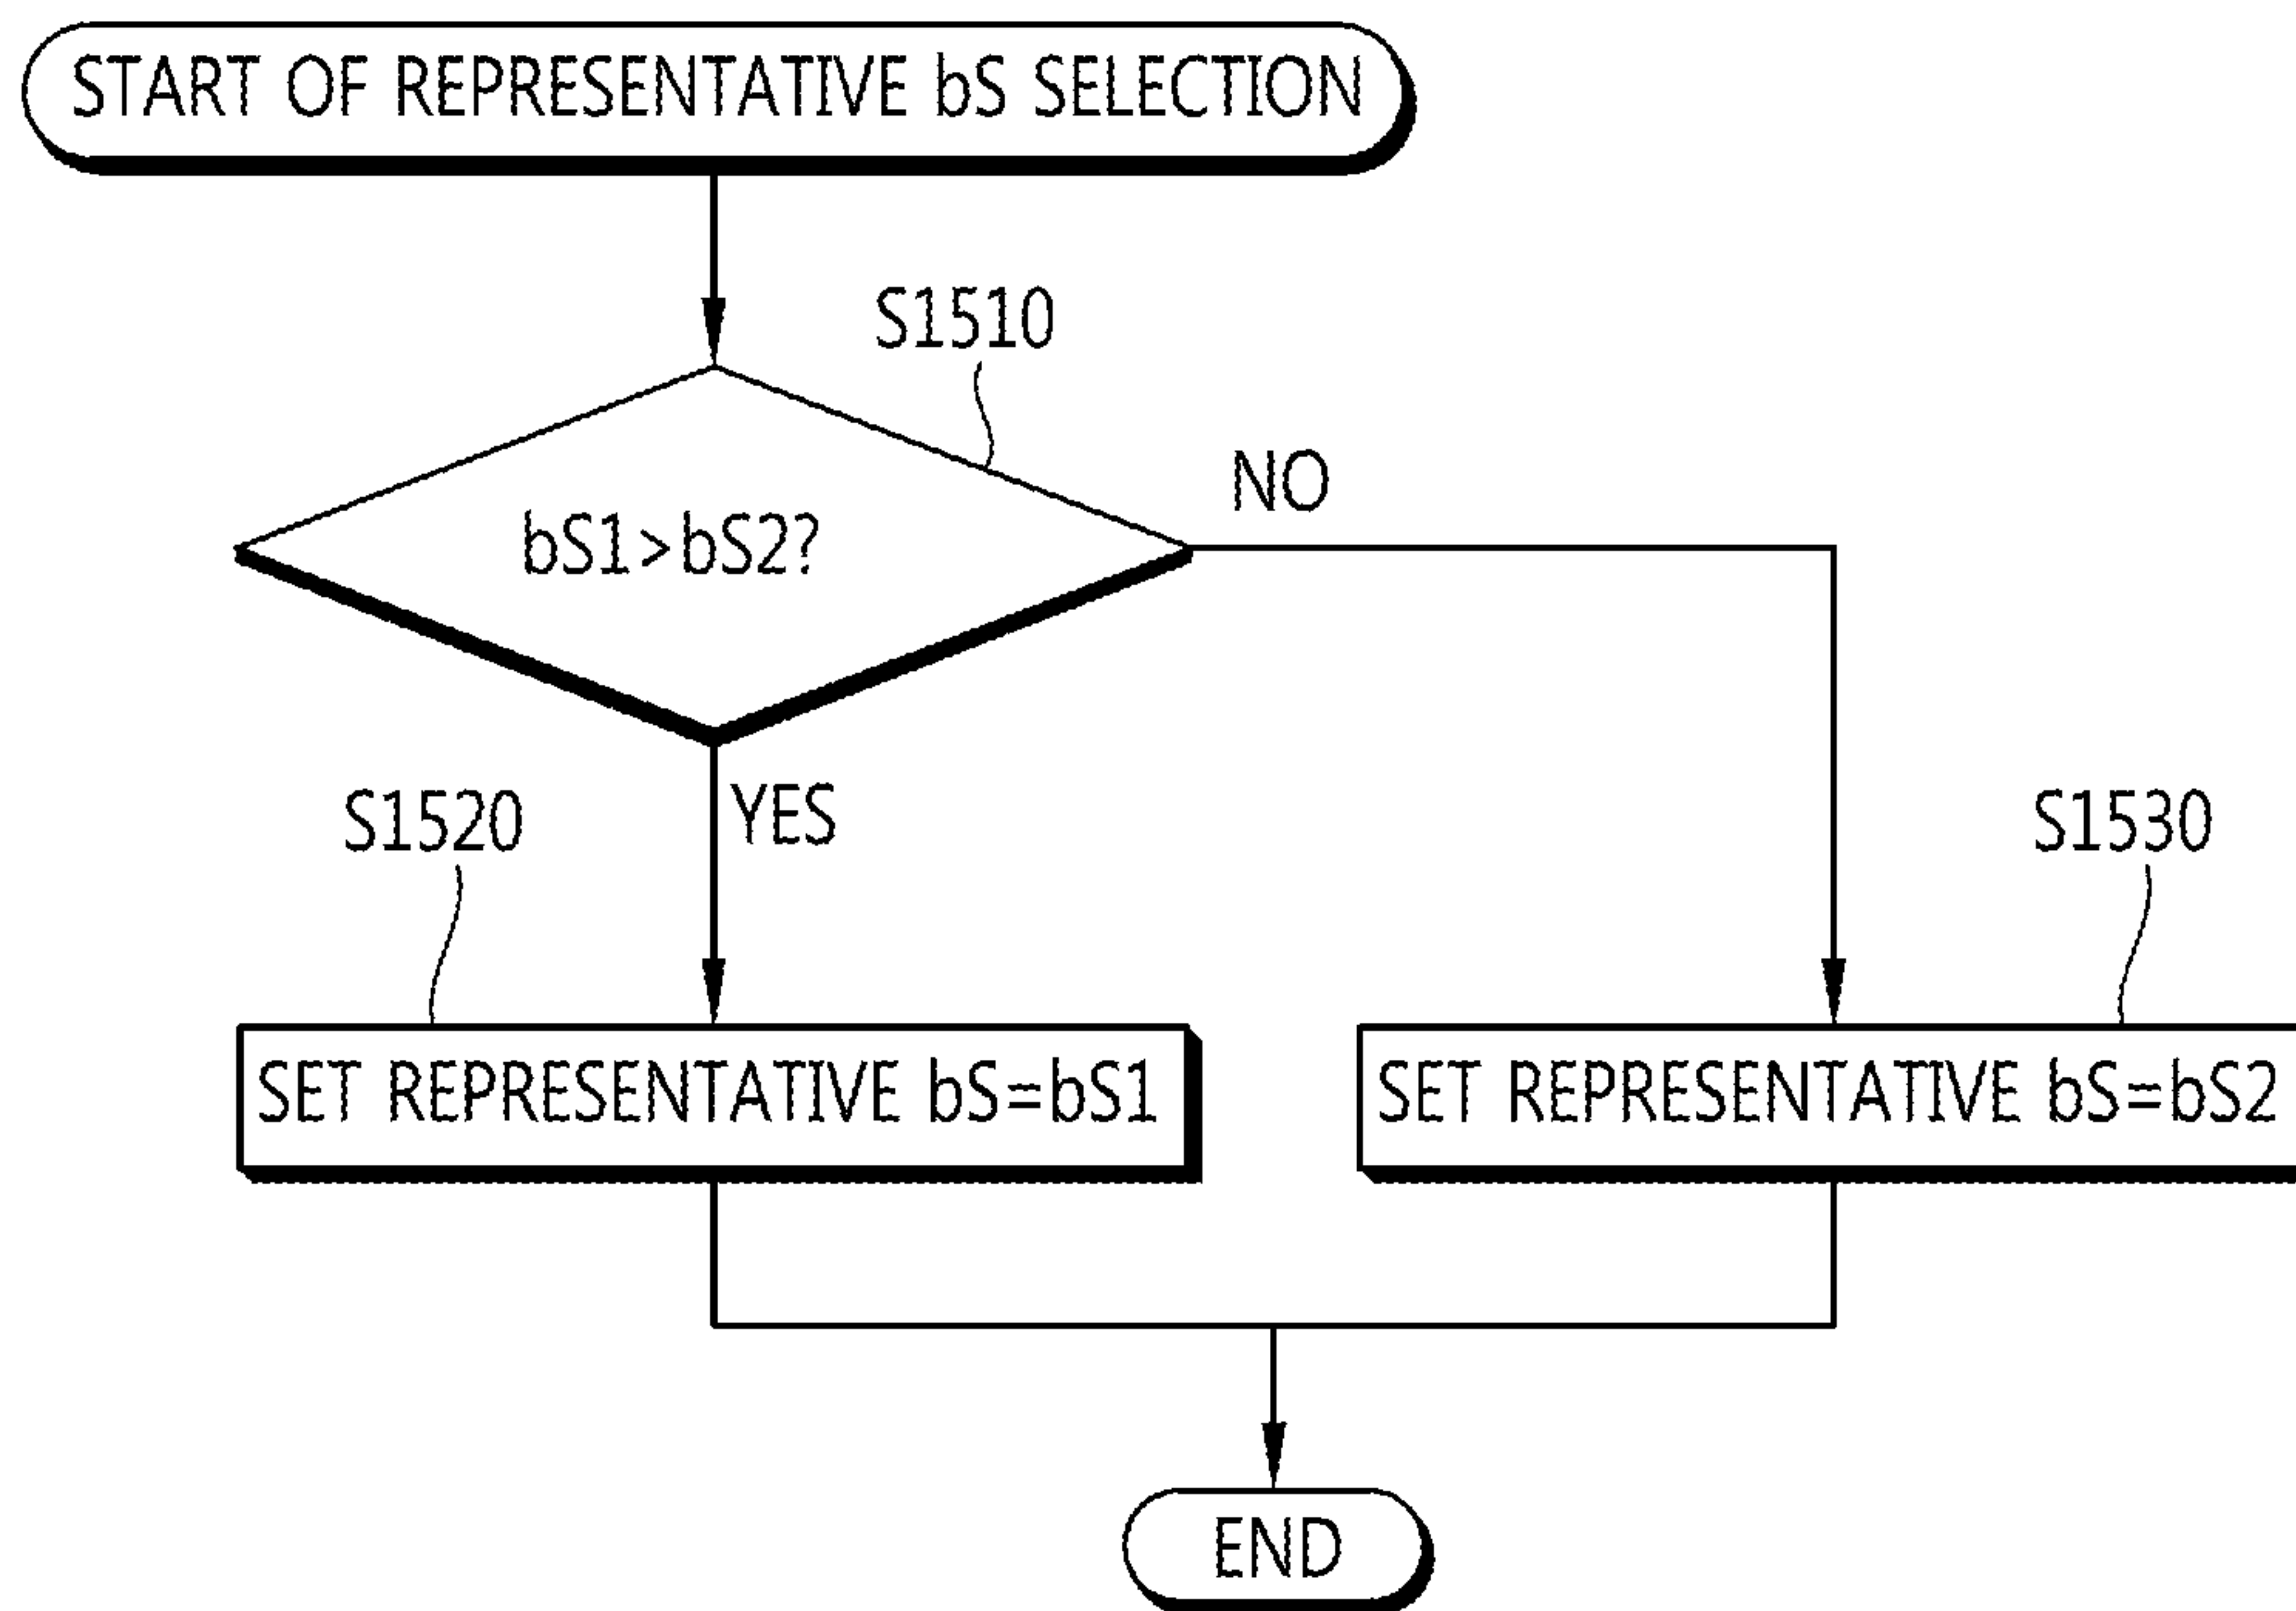 START OF REPRESENTATIVE bS SELECTION
S1510
bS1>bS2?
NO
YES
S1520
S1530
SET REPRESENTATIVE bS=bS1
SET REPRESENTATIVE bS=bS2
END